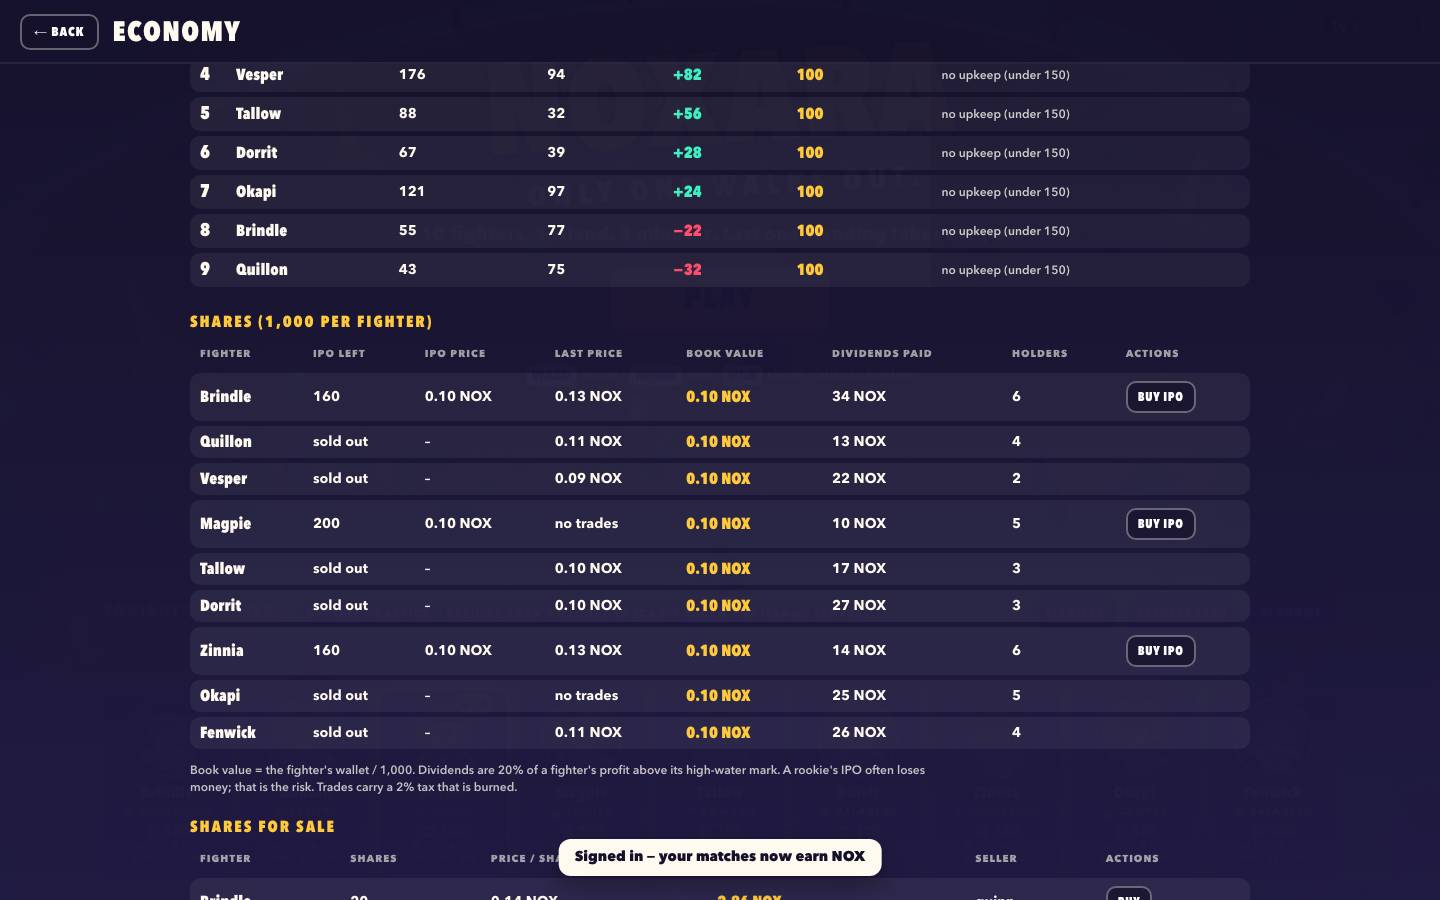 ← BACK ECONOMY
4 Vesper 176 94 +82 100 no upkeep (under 150)
5 Tallow 88 32 +56 100 no upkeep (under 150)
6 Dorrit 67 39 +28 100 no upkeep (under 150)
7 Okapi 121 97 +24 100 no upkeep (under 150)
8 Brindle 55 77 −22 100 no upkeep (under 150)
9 Quillon 43 75 −32 100 no upkeep (under 150)
SHARES (1,000 PER FIGHTER)
FIGHTER IPO LEFT IPO PRICE LAST PRICE BOOK VALUE DIVIDENDS PAID HOLDERS ACTIONS
Brindle 160 0.10 NOX 0.13 NOX 0.10 NOX 34 NOX 6 BUY IPO
Quillon sold out – 0.11 NOX 0.10 NOX 13 NOX 4
Vesper sold out – 0.09 NOX 0.10 NOX 22 NOX 2
Magpie 200 0.10 NOX no trades 0.10 NOX 10 NOX 5 BUY IPO
Tallow sold out – 0.10 NOX 0.10 NOX 17 NOX 3
Dorrit sold out – 0.10 NOX 0.10 NOX 27 NOX 3
Zinnia 160 0.10 NOX 0.13 NOX 0.10 NOX 14 NOX 6 BUY IPO
Okapi sold out – no trades 0.10 NOX 25 NOX 5
Fenwick sold out – 0.11 NOX 0.10 NOX 26 NOX 4
Book value = the fighter's wallet / 1,000. Dividends are 20% of a fighter's profit above its high-water mark. A rookie's IPO often loses
money; that is the risk. Trades carry a 2% tax that is burned.
SHARES FOR SALE
FIGHTER SHARES PRICE / SHA SELLER ACTIONS
Signed in – your matches now earn NOX
Brindle 20 0.14 NOX